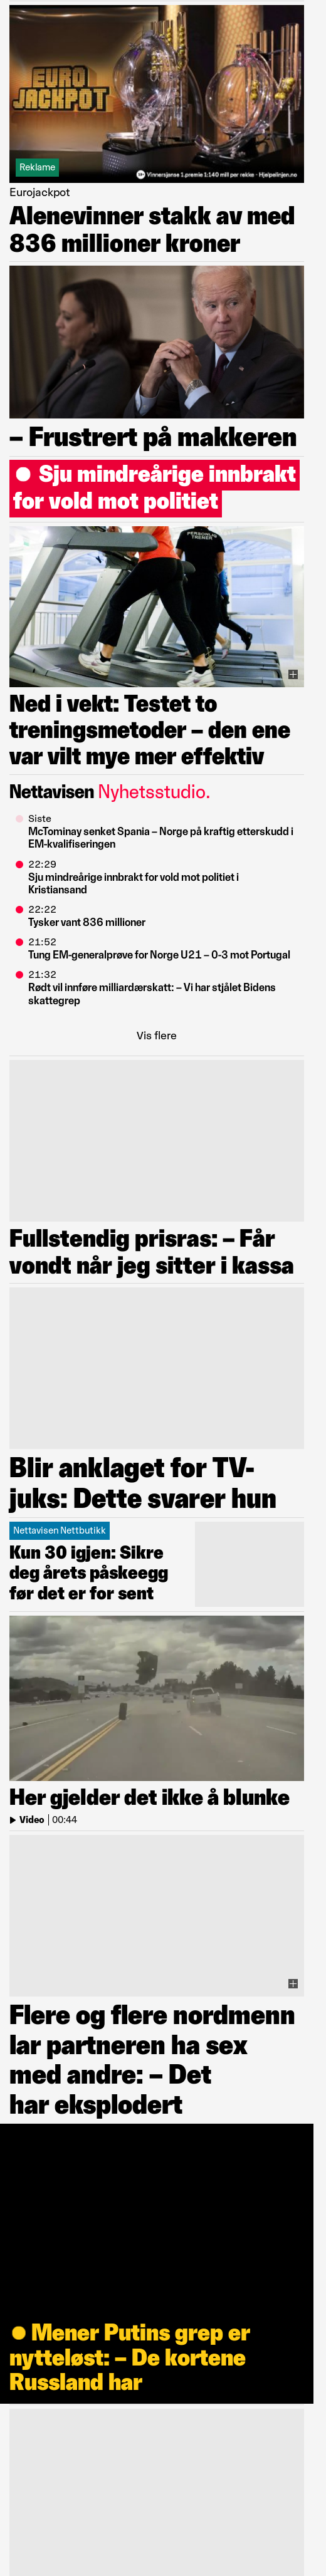 EURO
JACKPOT
Reklame
Vinnersjanse 1.premie 1:140 mill per rekke - Hjelpelinjen.no
Eurojackpot
Alenevinner stakk av med
836 millioner kroner
– Frustrert på makkeren
Sju mindreårige innbrakt
for vold mot politiet
PERSONLIG
TRENER
Ned i vekt: Testet to
treningsmetoder – den ene
var vilt mye mer effektiv
Nettavisen Nyhetsstudio.
Siste
McTominay senket Spania – Norge på kraftig etterskudd i
EM-kvalifiseringen
22:29
Sju mindreårige innbrakt for vold mot politiet i
Kristiansand
22:22
Tysker vant 836 millioner
21:52
Tung EM-generalprøve for Norge U21 – 0-3 mot Portugal
21:32
Rødt vil innføre milliardærskatt: – Vi har stjålet Bidens
skattegrep
Vis flere
Fullstendig prisras: – Får
vondt når jeg sitter i kassa
Blir anklaget for TV-
juks: Dette svarer hun
Nettavisen Nettbutikk
Kun 30 igjen: Sikre
deg årets påskeegg
før det er for sent
Her gjelder det ikke å blunke
Video 00:44
Flere og flere nordmenn
lar partneren ha sex
med andre: – Det
har eksplodert
Mener Putins grep er
nytteløst: – De kortene
Russland har